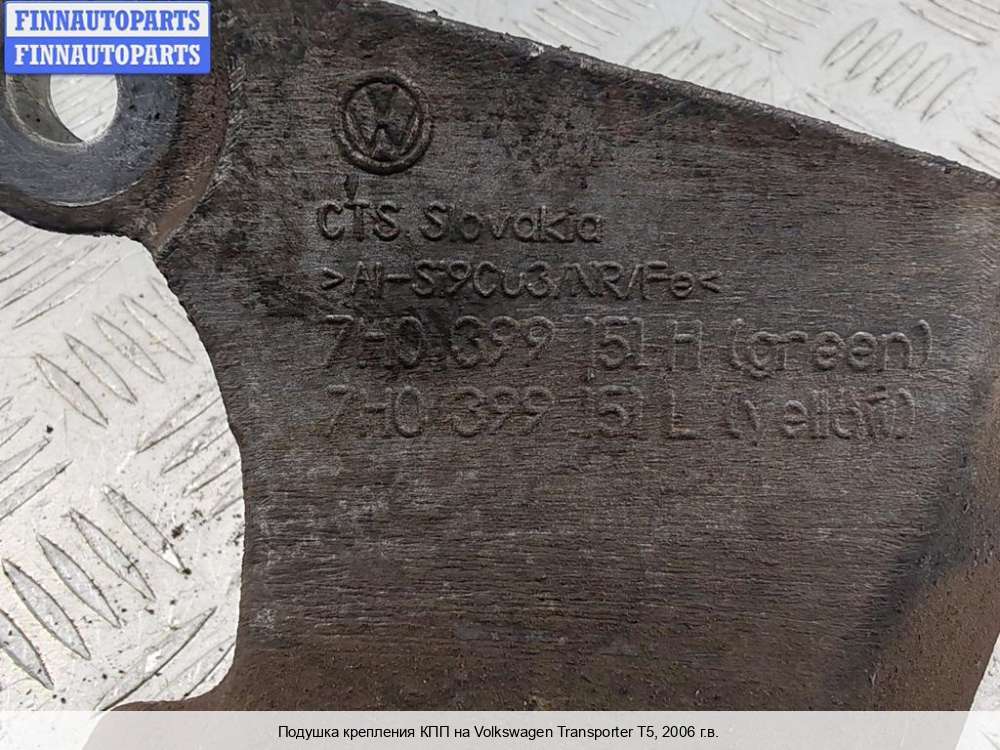 FINNAUTOPARTS
FINNAUTOPARTS
CTS Slovakia
>Al-Si9Cu3/NR/Fe<
7H0 399 151 H (green)
7H0 399 151 L (yellow)
Подушка крепления КПП на Volkswagen Transporter T5, 2006 г.в.